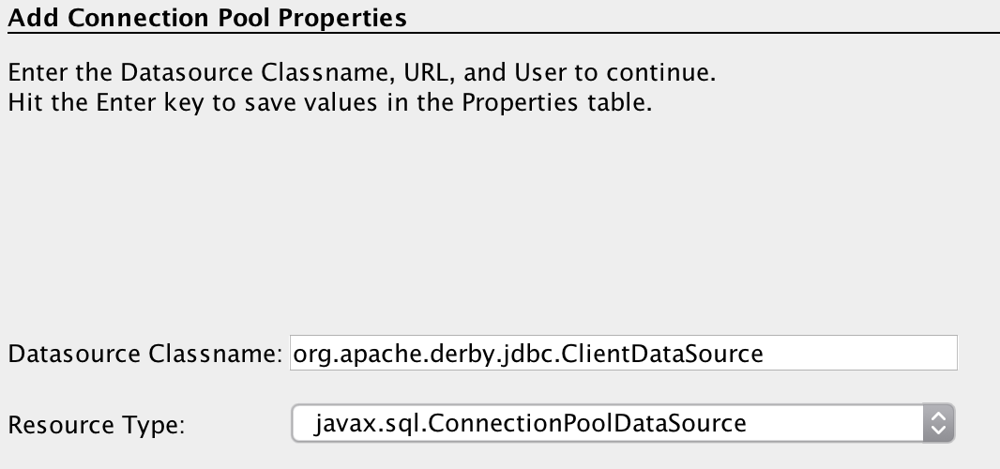 Add Connection Pool Properties
Enter the Datasource Classname, URL, and User to continue.
Hit the Enter key to save values in the Properties table.
Datasource Classname: org.apache.derby.jdbc.ClientDataSource
Resource Type: javax.sql.ConnectionPoolDataSource